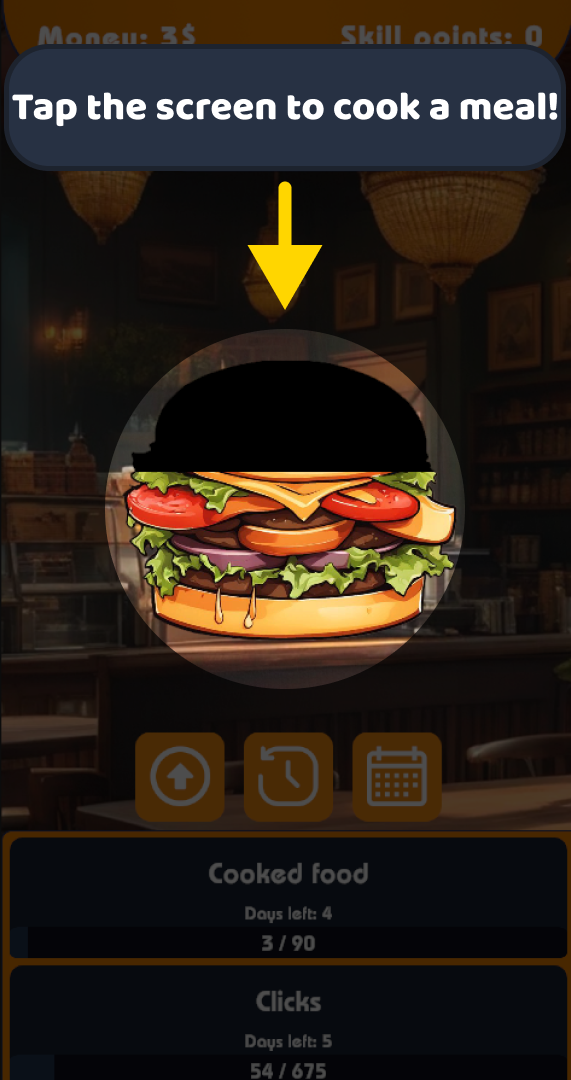 Money: 3$
Skill points: 0
Tap the screen to cook a meal!
Cooked food
Days left: 4
3 / 90
Clicks
Days left: 5
54 / 675